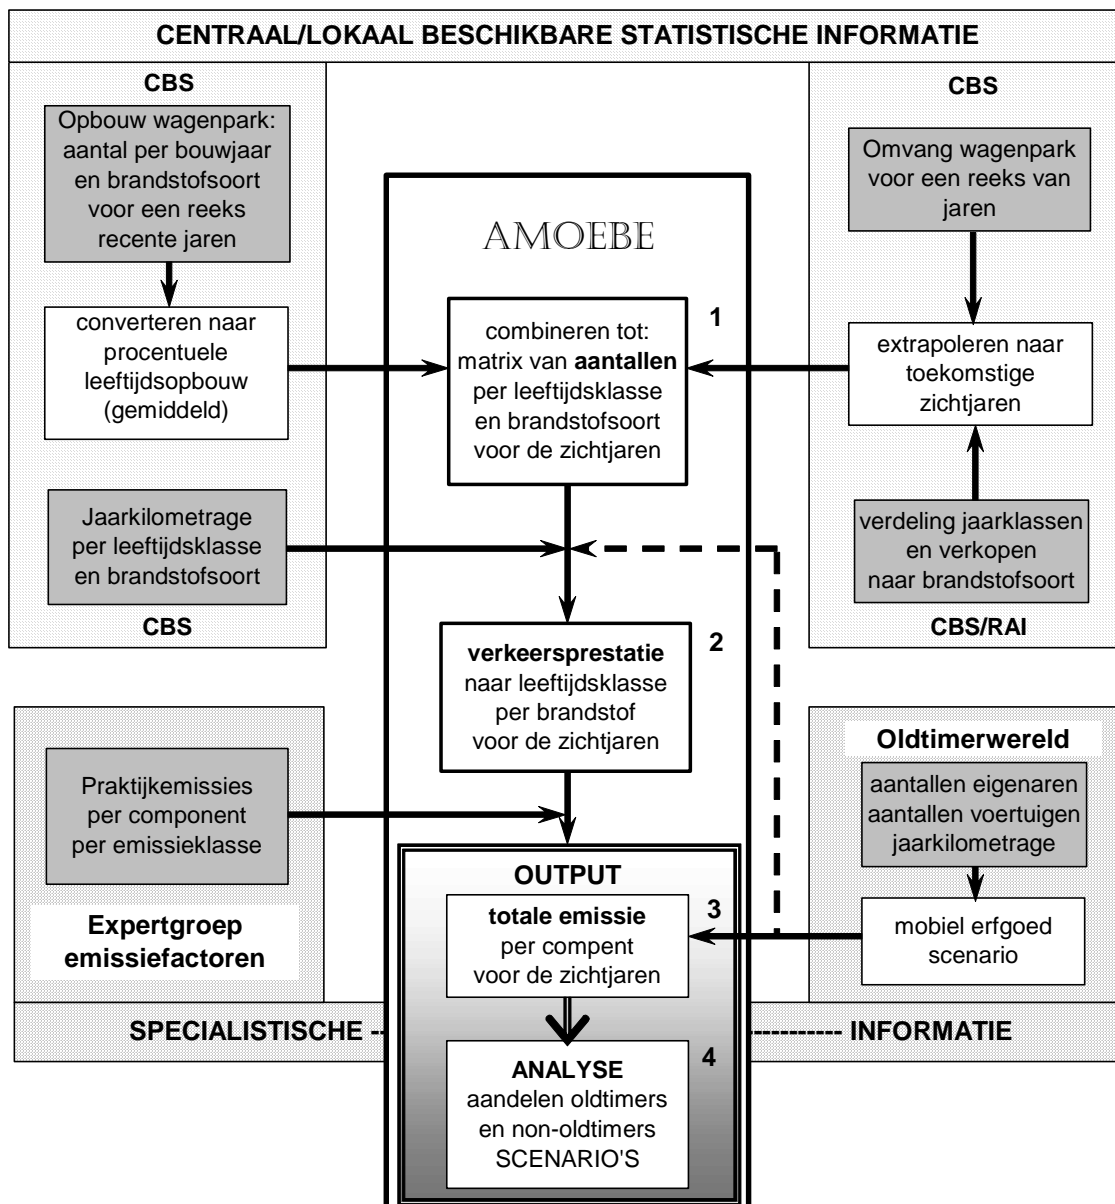 CENTRAAL/LOKAAL BESCHIKBARE STATISTISCHE INFORMATIE
CBS
Opbouw wagenpark:
aantal per bouwjaar
en brandstofsoort
voor een reeks
recente jaren
converteren naar
procentuele
leeftijdsopbouw
(gemiddeld)
Jaarkilometrage
per leeftijdsklasse
en brandstofsoort
CBS
AMOEBE
1
combineren tot:
matrix van aantallen
per leeftijdsklasse
en brandstofsoort
voor de zichtjaren
2
verkeersprestatie
naar leeftijdsklasse
per brandstof
voor de zichtjaren
CBS
Omvang wagenpark
voor een reeks van
jaren
extrapoleren naar
toekomstige
zichtjaren
verdeling jaarklassen
en verkopen
naar brandstofsoort
CBS/RAI
Praktijkemissies
per component
per emissieklasse
Expertgroep
emissiefactoren
OUTPUT
3
totale emissie
per compent
voor de zichtjaren
4
ANALYSE
aandelen oldtimers
en non-oldtimers
SCENARIO'S
Oldtimerwereld
aantallen eigenaren
aantallen voertuigen
jaarkilometrage
mobiel erfgoed
scenario
SPECIALISTISCHE -- ---------- INFORMATIE